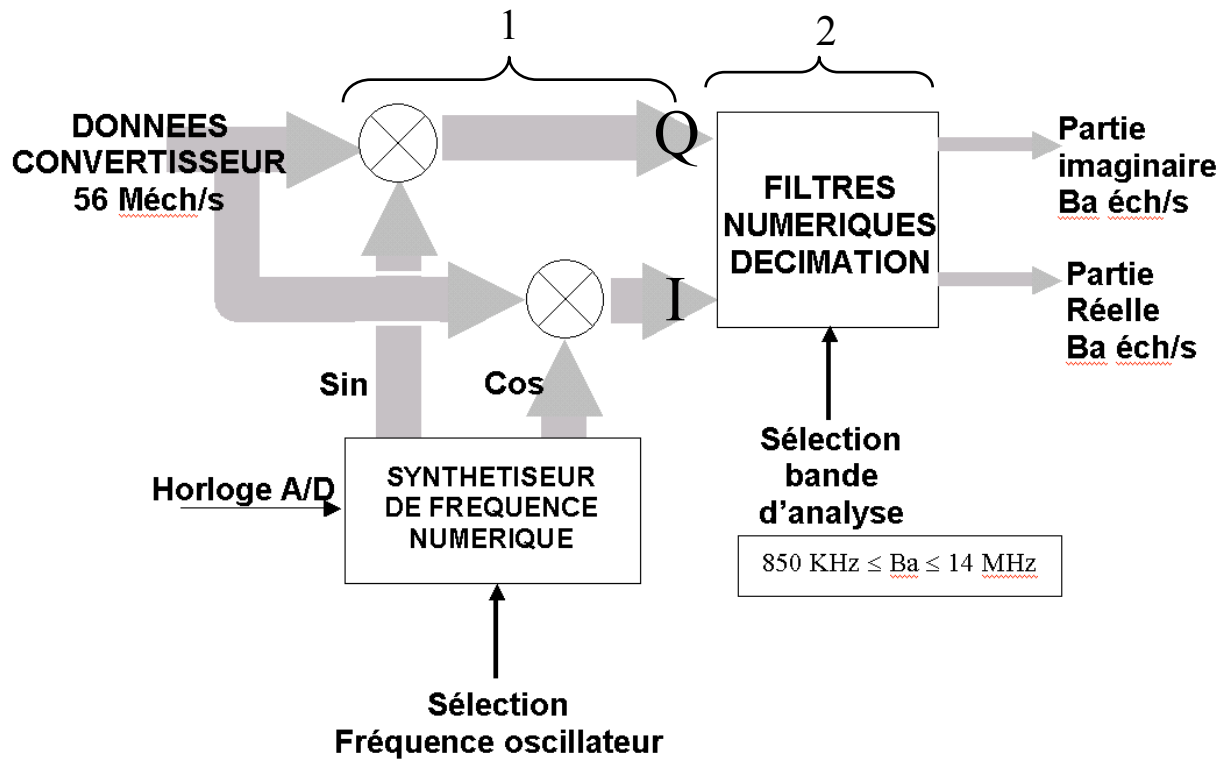 1
2
DONNEES
CONVERTISSEUR
56 Méch/s
Q
I
FILTRES
NUMERIQUES
DECIMATION
Partie
imaginaire
Ba éch/s
Partie
Réelle
Ba éch/s
Sin
Cos
Horloge A/D
SYNTHETISEUR
DE FREQUENCE
NUMERIQUE
Sélection
bande
d'analyse
850 KHz ≤ Ba ≤ 14 MHz
Sélection
Fréquence oscillateur